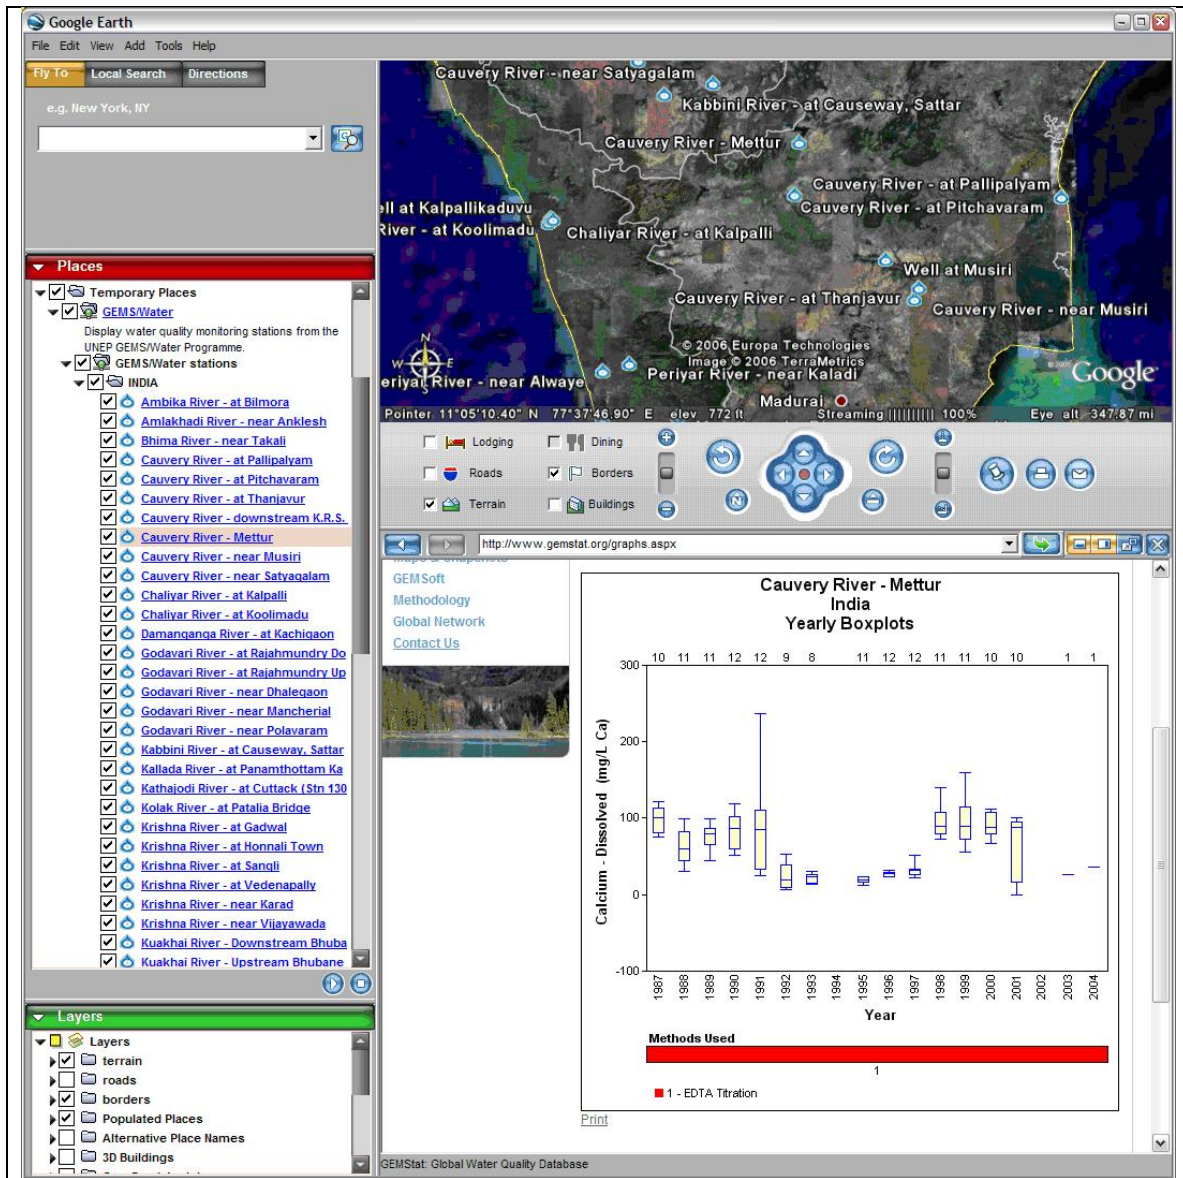 Google Earth
File Edit View Add Tools Help
Fly To Local Search Directions
e.g. New York, NY
Places
Temporary Places
GEMS/Water
Display water quality monitoring stations from the
UNEP GEMS/Water Programme.
GEMS/Water stations
INDIA
Ambika River - at Bilmora
Amlakhadi River - near Anklesh
Bhima River - near Takali
Cauvery River - at Pallipalyam
Cauvery River - at Pitchavaram
Cauvery River - at Thanjavur
Cauvery River - downstream K.R.S.
Cauvery River - Mettur
Cauvery River - near Musiri
Cauvery River - near Satyagalam
Chaliyar River - at Kalpalli
Chaliyar River - at Koolimadu
Damanganga River - at Kachigaon
Godavari River - at Rajahmundry Do
Godavari River - at Rajahmundry Up
Godavari River - near Dhalegaon
Godavari River - near Mancherial
Godavari River - near Polavaram
Kabbini River - at Causeway, Sattar
Kallada River - at Panamthottam Ka
Kathajodi River - at Cuttack (Stn 130
Kolak River - at Patalia Bridge
Krishna River - at Gadwal
Krishna River - at Honnali Town
Krishna River - at Sangli
Krishna River - at Vedenapally
Krishna River - near Karad
Krishna River - near Vijayawada
Kuakhai River - Downstream Bhuba
Kuakhai River - Upstream Bhubane
Layers
Layers
terrain
roads
borders
Populated Places
Alternative Place Names
3D Buildings
Cauvery River - near Satyagalam
Kabbini River - at Causeway, Sattar
Cauvery River - Mettur
Cauvery River - at Pallipalyam
Cauvery River - at Pitchavaram
ell at Kalpallikaduvu
River - at Koolimadu
Chaliyar River - at Kalpalli
Well at Musiri
Cauvery River - at Thanjavur
Cauvery River - near Musiri
N
W E
S
© 2006 Europa Technologies
Image © 2006 TerraMetrics
Periyar River - near Kaladi
eriyar River - near Alwaye
Google
Madurai
Pointer 11°05'10.40" N 77°37'46.90" E elev 772 ft Streaming |||||||||| 100% Eye alt 347.87 mi
Lodging Dining
Roads Borders
Terrain Buildings
N
http://www.gemstat.org/graphs.aspx
Maps & Snapshots
GEMSoft
Methodology
Global Network
Contact Us
Cauvery River - Mettur
India
Yearly Boxplots
10 11 11 12 12 9 8 11 12 12 11 11 10 10 1 1
300
200
100
0
-100
Calcium - Dissolved (mg/L Ca)
1987 1988 1989 1990 1991 1992 1993 1994 1995 1996 1997 1998 1999 2000 2001 2002 2003 2004
Year
Methods Used
1
1 - EDTA Titration
Print
GEMStat: Global Water Quality Database